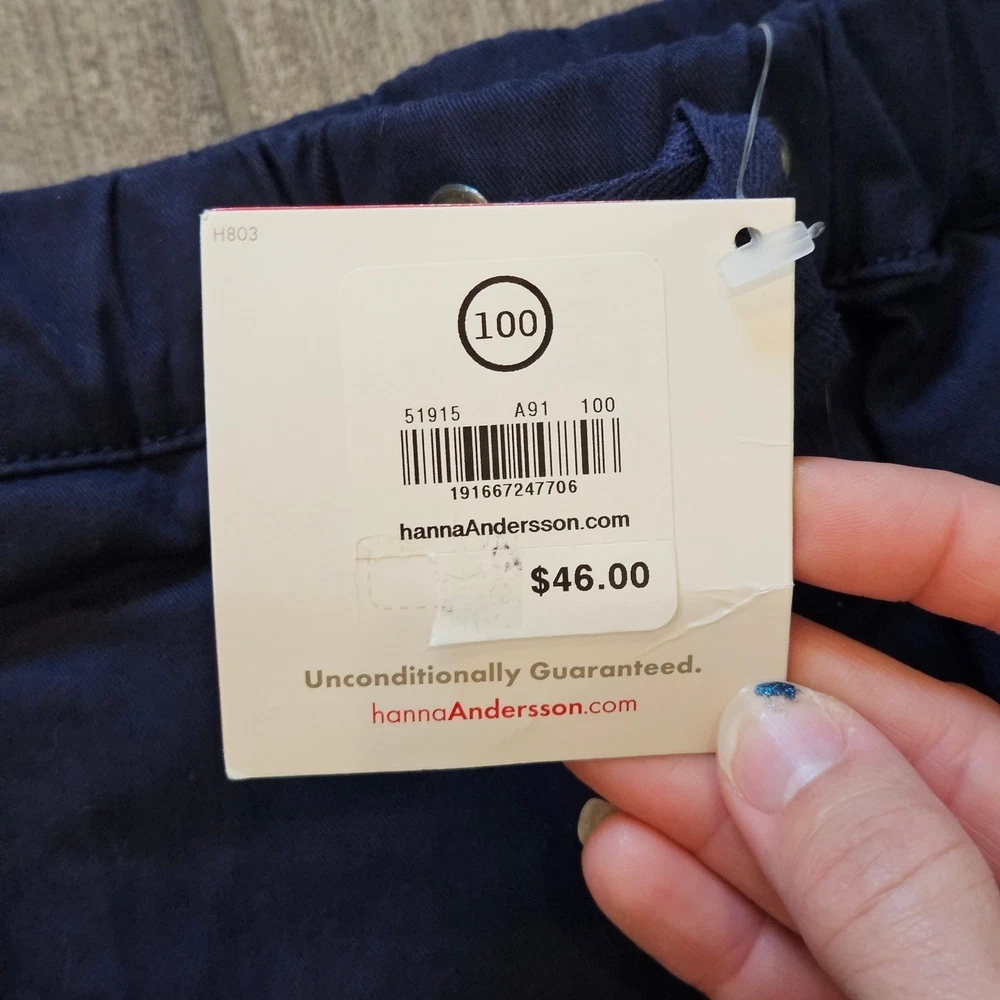 H803
100
51915 A91 100
191667247706
hannaAndersson.com
$46.00
Unconditionally Guaranteed.
hannaAndersson.com